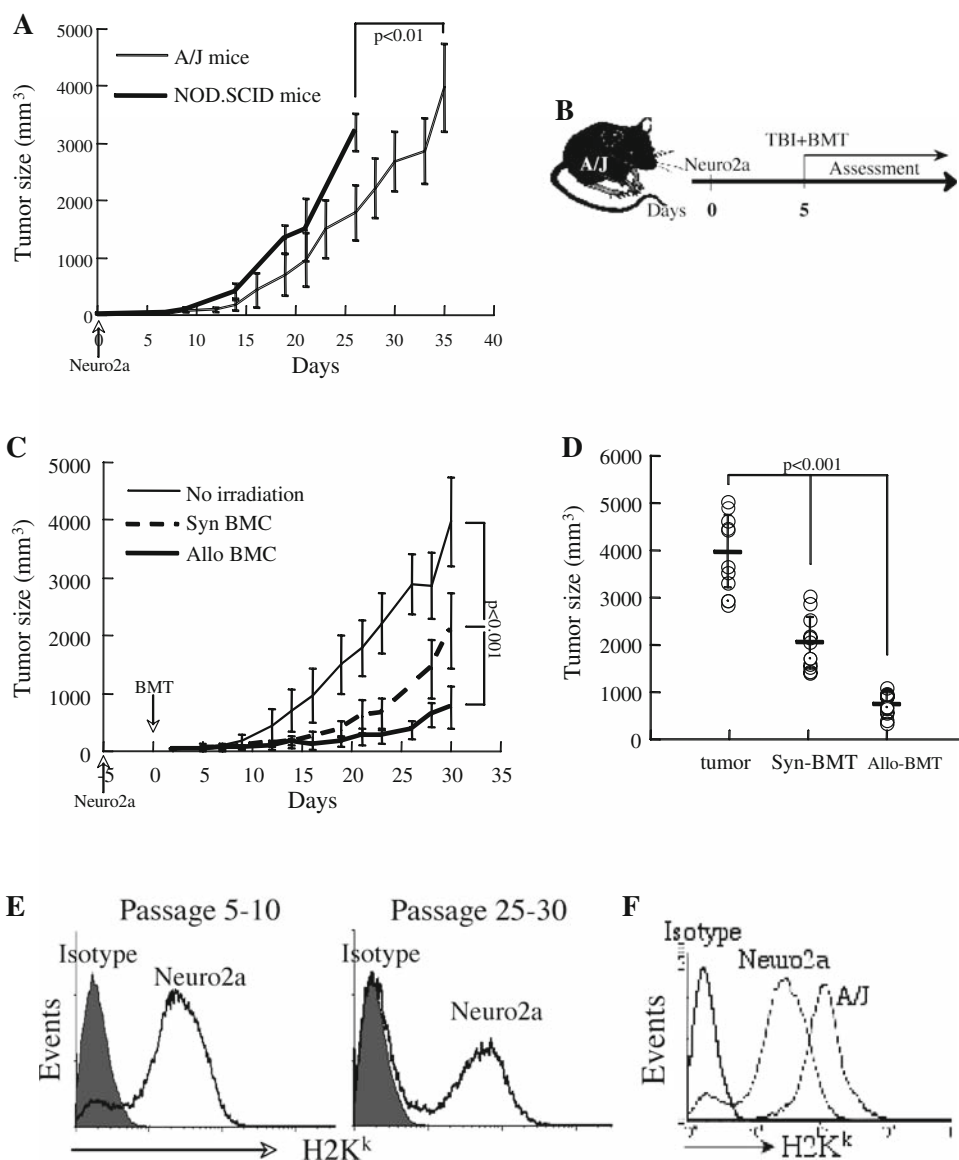 A
5000
4000
3000
2000
1000
0
Tumor size (mm³)
A/J mice
NOD.SCID mice
p<0.01
0 5 10 15 20 25 30 35 40
Neuro2a
Days
B
A/J
Neuro2a
TBI+BMT
Assessment
Days 0 5
C
5000
4000
3000
2000
1000
0
Tumor size (mm³)
No irradiation
Syn BMC
Allo BMC
p<0.001
BMT
-5 0 5 10 15 20 25 30 35
Neuro2a
Days
D
6000
5000
4000
3000
2000
1000
0
Tumor size (mm³)
p<0.001
tumor Syn-BMT Allo-BMT
E
Passage 5-10
Isotype
Neuro2a
Events
Passage 25-30
Isotype
Neuro2a
H2Kᵏ
F
Isotype
Neuro2a
A/J
Events
H2Kᵏ